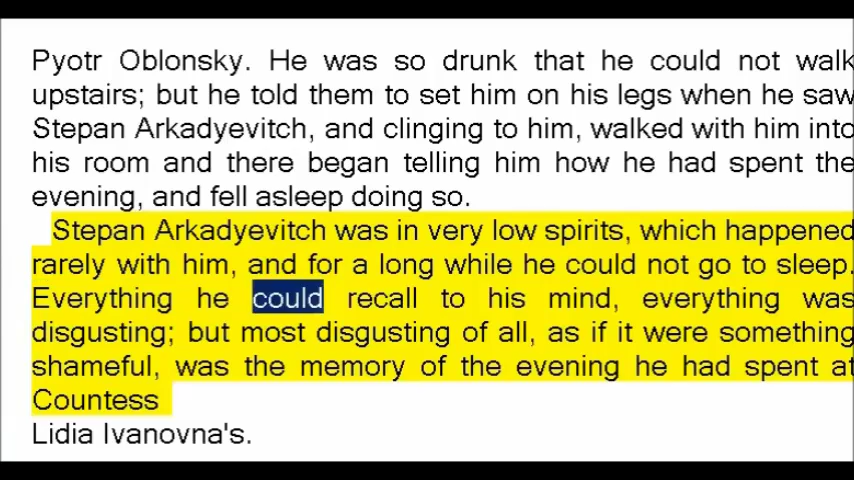 Pyotr Oblonsky. He was so drunk that he could not walk
upstairs; but he told them to set him on his legs when he saw
Stepan Arkadyevitch, and clinging to him, walked with him into
his room and there began telling him how he had spent the
evening, and fell asleep doing so.
Stepan Arkadyevitch was in very low spirits, which happened
rarely with him, and for a long while he could not go to sleep.
Everything he could recall to his mind, everything was
disgusting; but most disgusting of all, as if it were something
shameful, was the memory of the evening he had spent at
Countess
Lidia Ivanovna's.